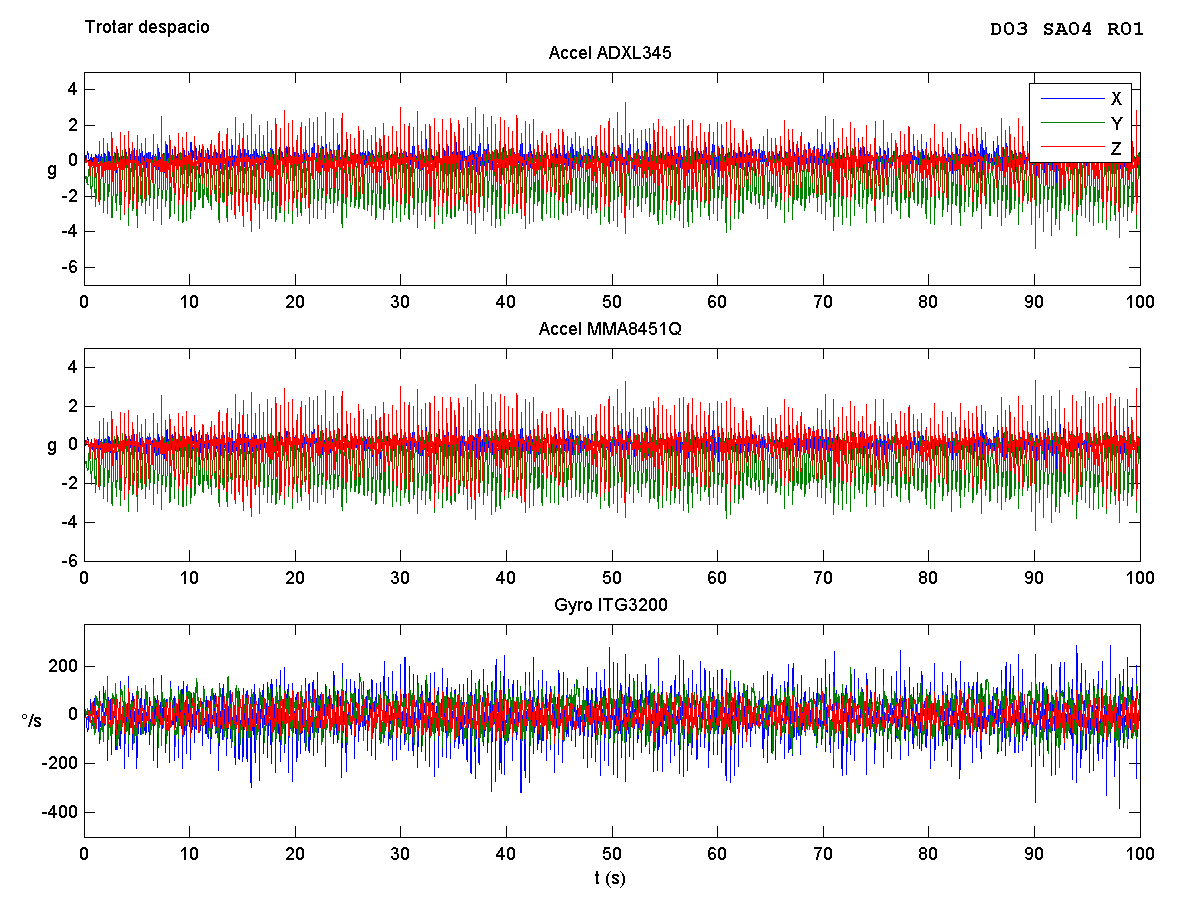 Trotar despacio D03 SA04 R01
Accel ADXL345
4
2
0
-2
-4
-6
g
X
Y
Z
0 10 20 30 40 50 60 70 80 90 100
Accel MMA8451Q
4
2
0
-2
-4
-6
g
0 10 20 30 40 50 60 70 80 90 100
Gyro ITG3200
200
0
-200
-400
°/s
0 10 20 30 40 50 60 70 80 90 100
t (s)